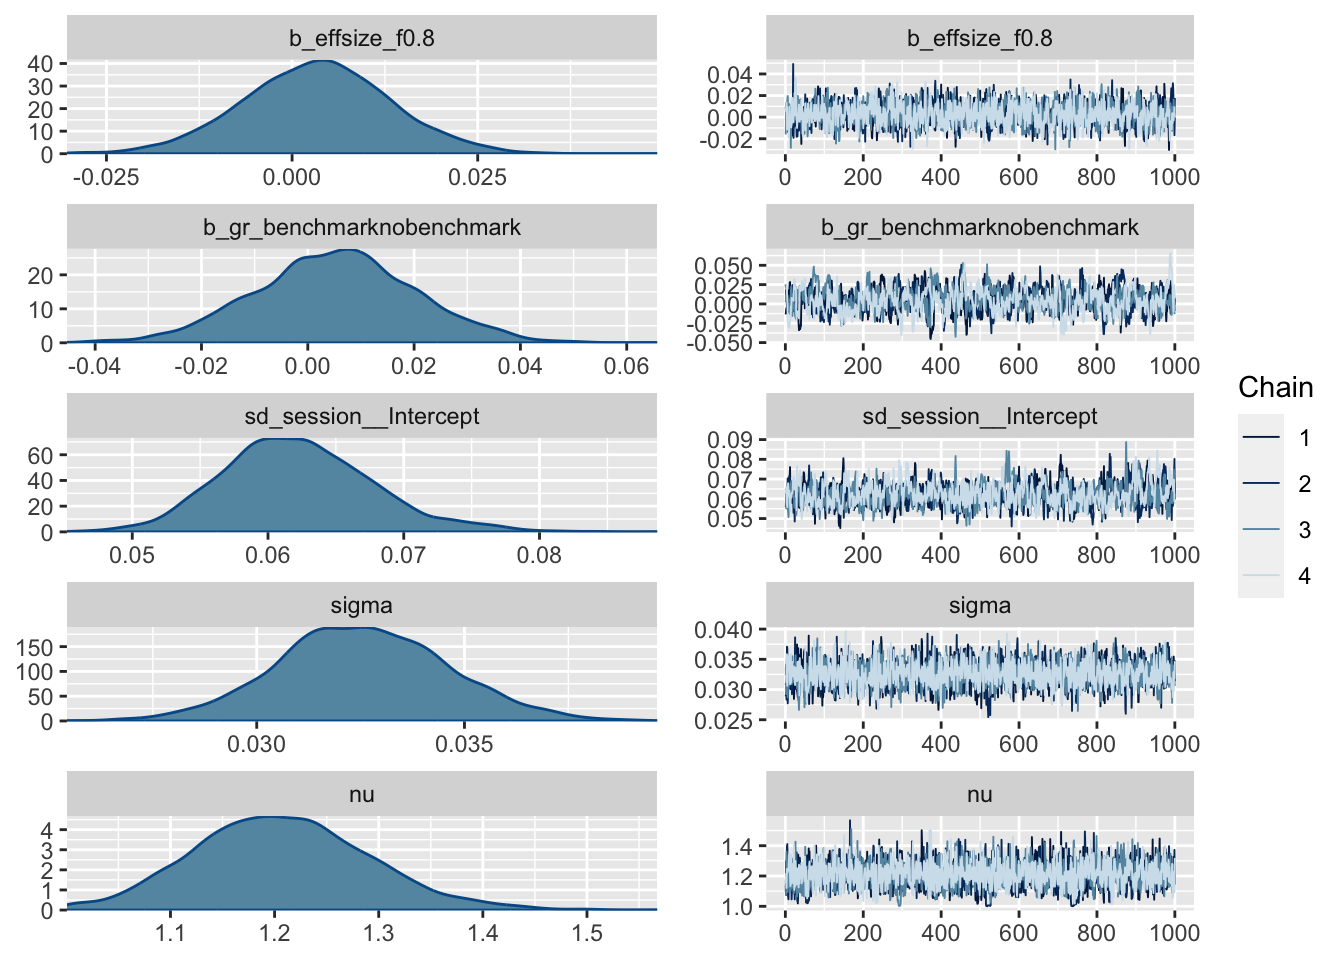 b_effsize_f0.8
40
30
20
10
0
-0.025 0.000 0.025
b_effsize_f0.8
0.04
0.02
0.00
-0.02
0 200 400 600 800 1000
b_gr_benchmarknobenchmark
20
10
0
-0.04 -0.02 0.00 0.02 0.04 0.06
b_gr_benchmarknobenchmark
0.050
0.025
0.000
-0.025
-0.050
0 200 400 600 800 1000
sd_session__Intercept
60
40
20
0
0.05 0.06 0.07 0.08
sd_session__Intercept
0.09
0.08
0.07
0.06
0.05
0 200 400 600 800 1000
sigma
150
100
50
0
0.030 0.035
sigma
0.040
0.035
0.030
0.025
0 200 400 600 800 1000
nu
4
3
2
1
0
1.1 1.2 1.3 1.4 1.5
nu
1.4
1.2
1.0
0 200 400 600 800 1000
Chain
1
2
3
4